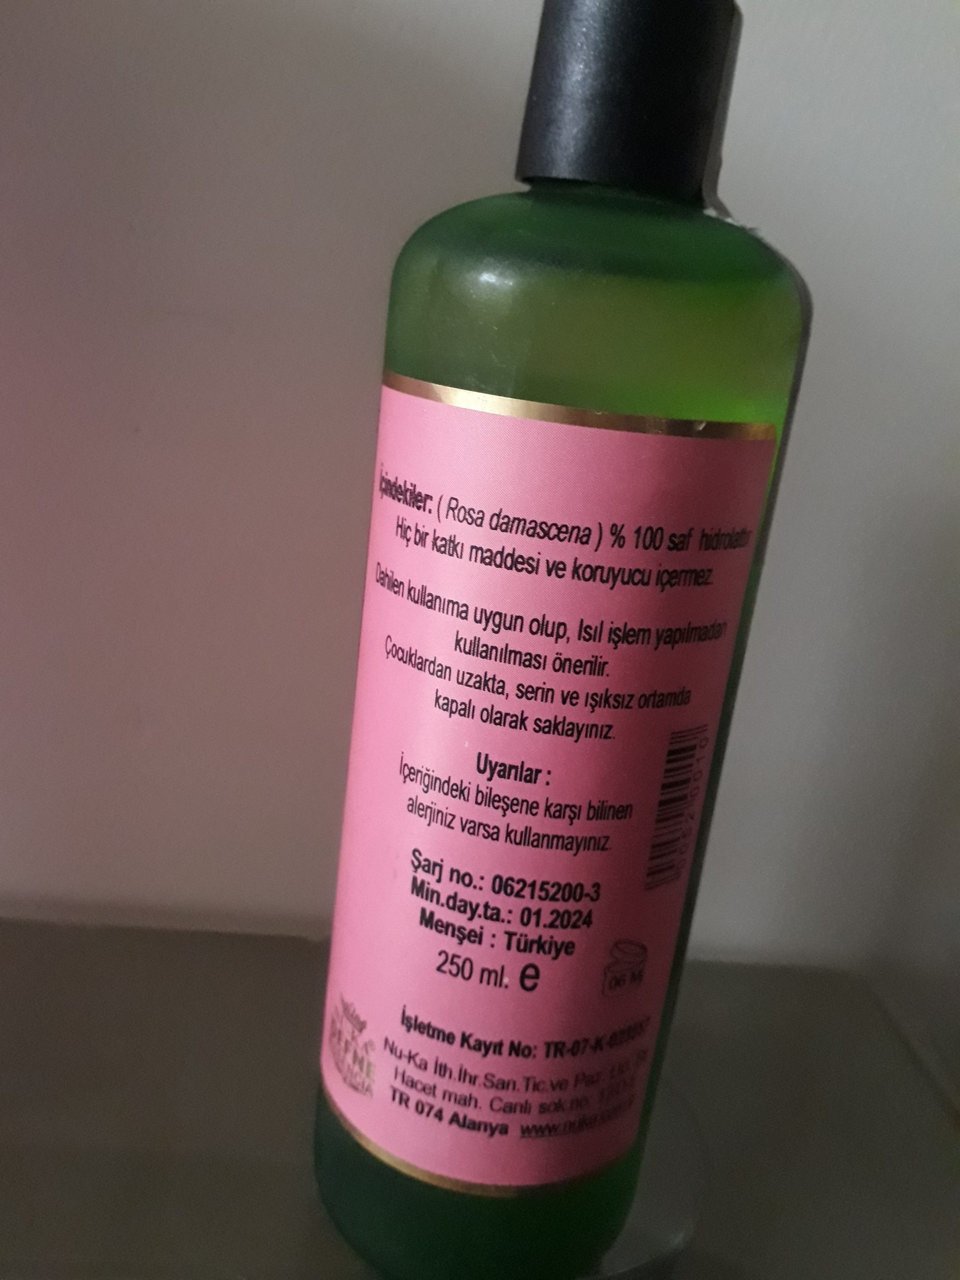 İçindekiler: ( Rosa damascena ) % 100 saf hidrolattır
Hiç bir katkı maddesi ve koruyucu içermez.
Dahilen kullanıma uygun olup, Isıl işlem yapılmadan
kullanılması önerilir.
Çocuklardan uzakta, serin ve ışıksız ortamda
kapalı olarak saklayınız.
Uyarılar :
İçeriğindeki bileşene karşı bilinen
alerjiniz varsa kullanmayınız.
Şarj no.: 06215200-3
Min.day.ta.: 01.2024
Menşei : Türkiye
250 ml. e
06 M
İşletme Kayıt No: TR-07-K-
DEFNE
Nu-Ka İth.İhr.San.Tic.ve Paz.
Hacet mah. Canlı sok.no.
TR 074 Alanya